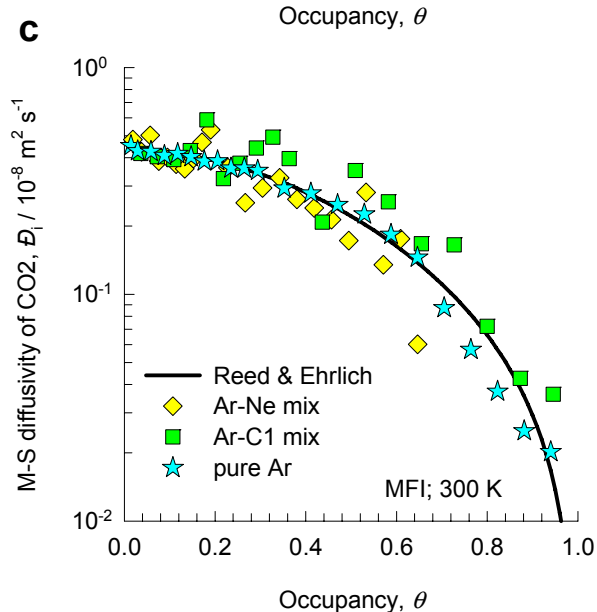 Occupancy, θ
c
M-S diffusivity of CO2, Đi / 10-8 m2 s-1
100
10-1
10-2
Reed & Ehrlich
Ar-Ne mix
Ar-C1 mix
pure Ar
MFI; 300 K
0.0 0.2 0.4 0.6 0.8 1.0
Occupancy, θ